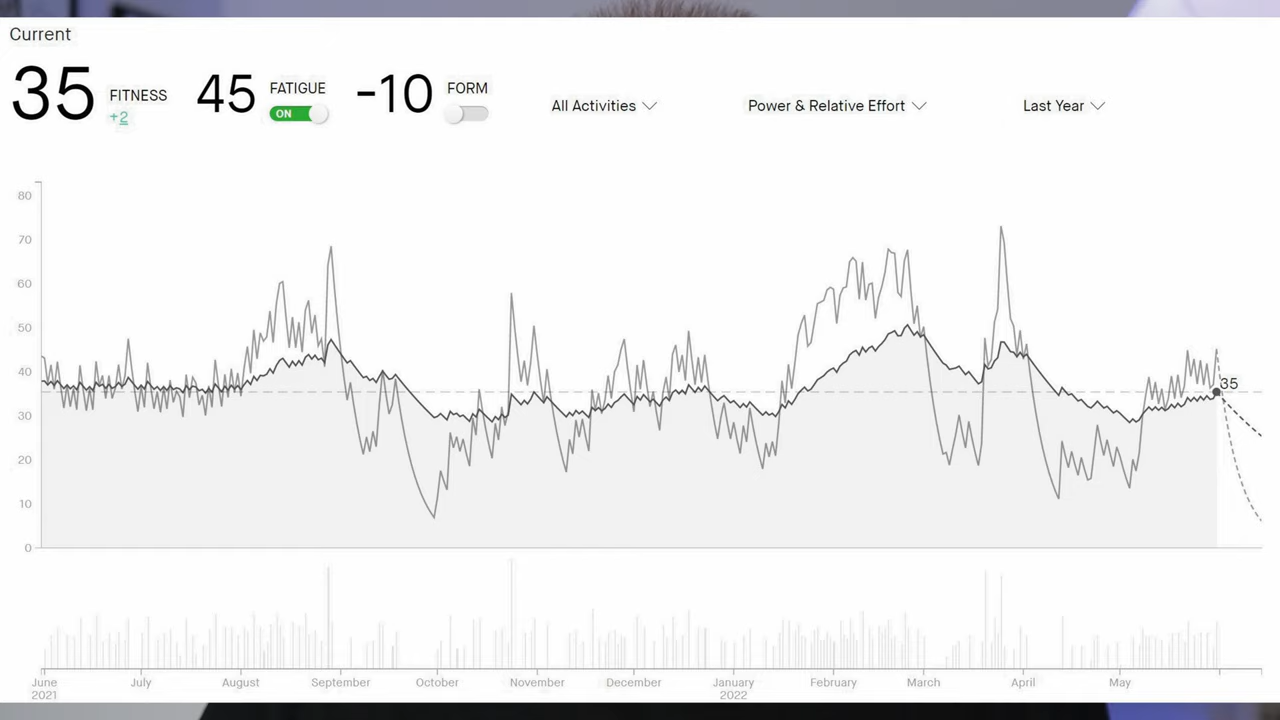 Current
35 FITNESS +2 45 FATIGUE ON -10 FORM
All Activities Power & Relative Effort Last Year
80
70
60
50
40
35
30
20
10
0
June July August September October November December January February March April May
2021 2022